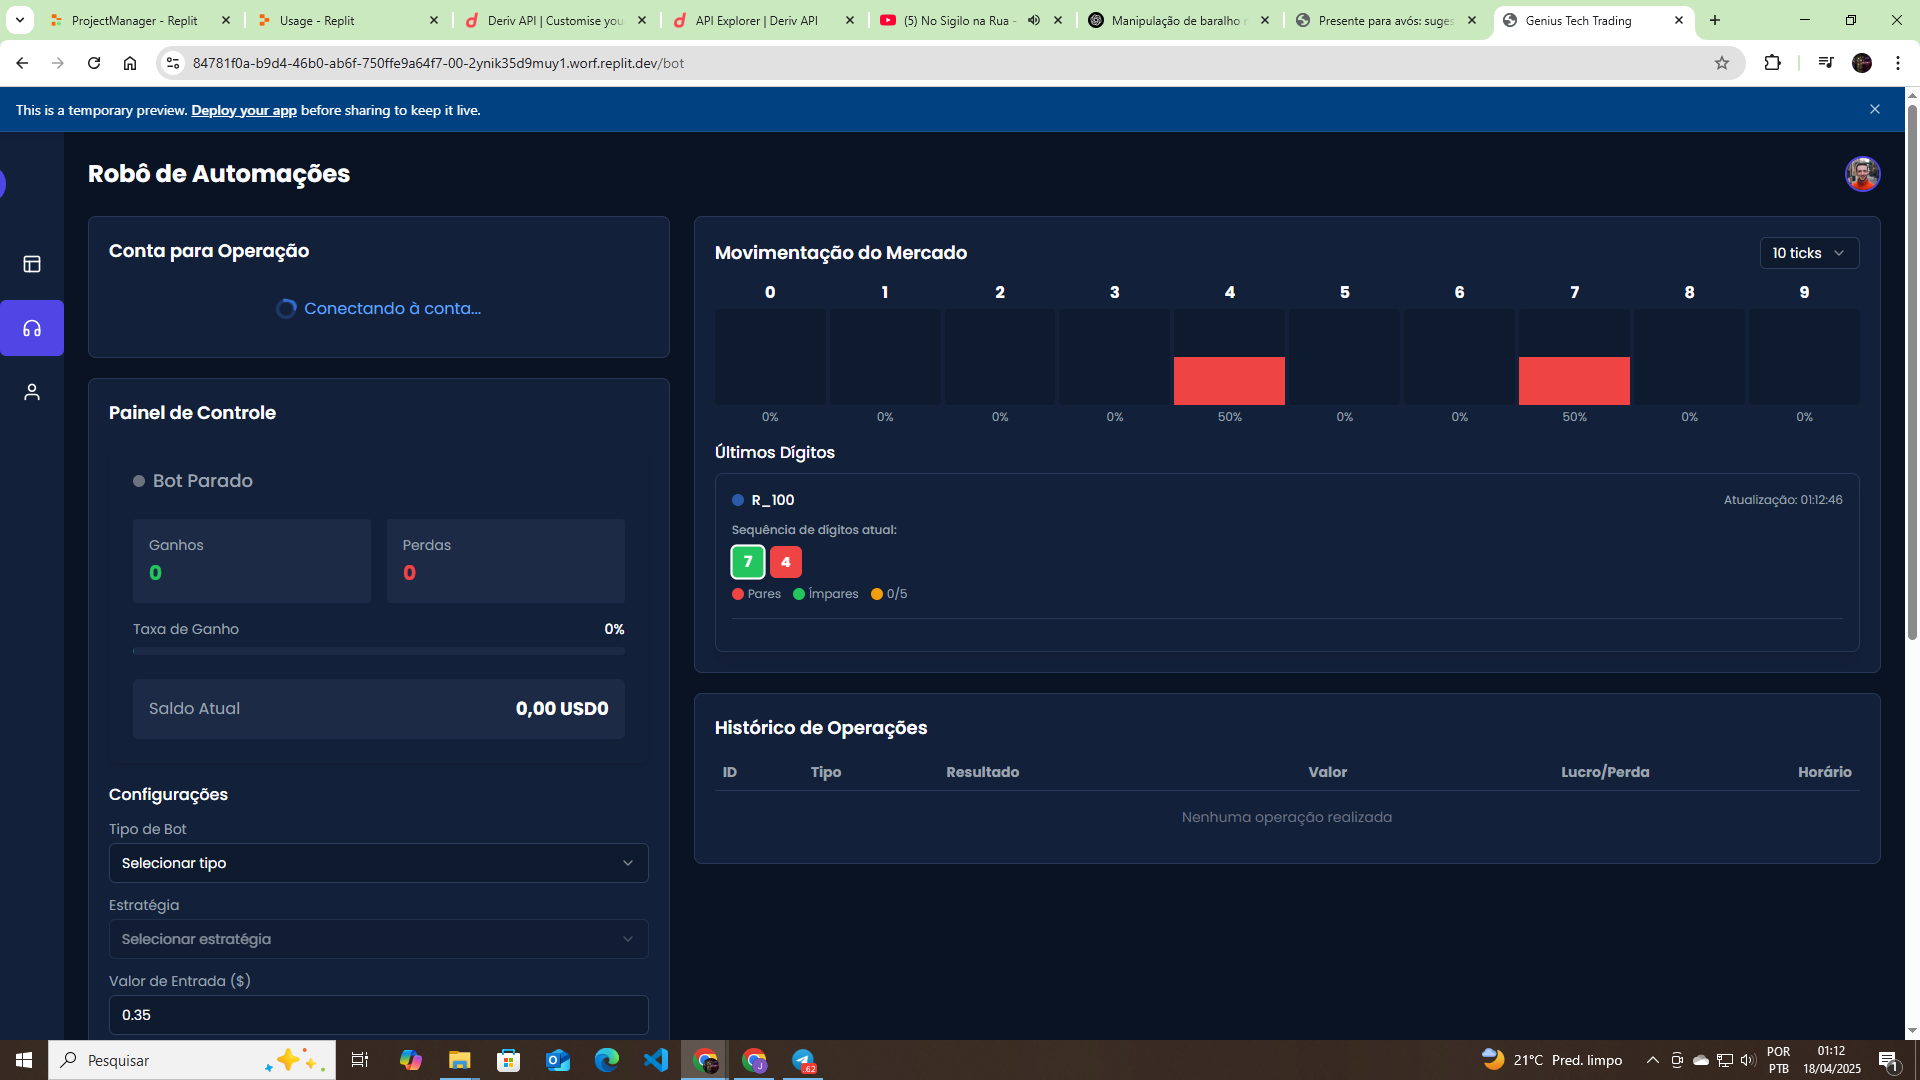 ProjectManager - Replit
Usage - Replit
Deriv API | Customise you
API Explorer | Deriv API
(5) No Sigilo na Rua -
Manipulação de baralho
Presente para avós: suges
Genius Tech Trading
84781f0a-b9d4-46b0-ab6f-750ffe9a64f7-00-2ynik35d9muy1.worf.replit.dev/bot
This is a temporary preview. Deploy your app before sharing to keep it live.
Robô de Automações
Conta para Operação
Conectando à conta...
Painel de Controle
Bot Parado
Ganhos
0
Perdas
0
Taxa de Ganho 0%
Saldo Atual 0,00 USD0
Configurações
Tipo de Bot
Selecionar tipo
Estratégia
Selecionar estratégia
Valor de Entrada ($)
0.35
Movimentação do Mercado
10 ticks
0 1 2 3 4 5 6 7 8 9
0% 0% 0% 0% 50% 0% 0% 50% 0% 0%
Últimos Dígitos
R_100
Atualização: 01:12:46
Sequência de dígitos atual:
7 4
Pares Ímpares 0/5
Histórico de Operações
ID Tipo Resultado Valor Lucro/Perda Horário
Nenhuma operação realizada
Pesquisar
.62
21°C Pred. limpo
POR
PTB
01:12
18/04/2025
1